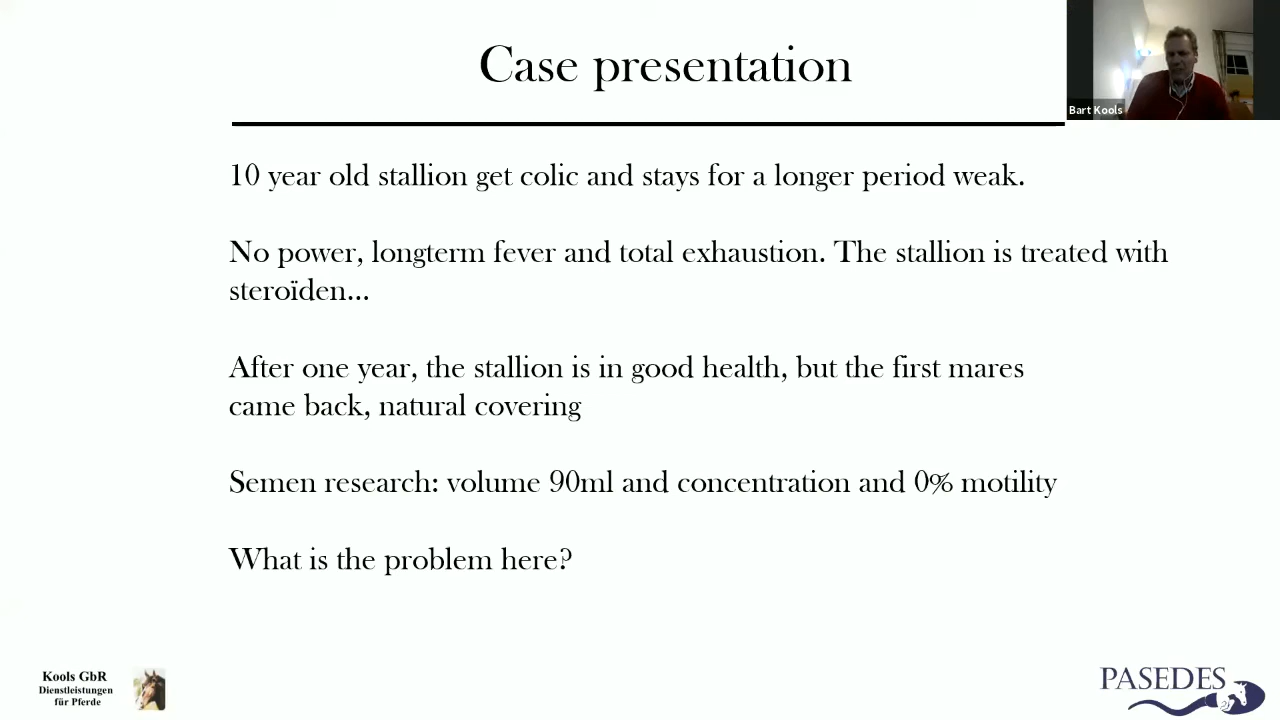 Case presentation
Bart Kools
10 year old stallion get colic and stays for a longer period weak.
No power, longterm fever and total exhaustion. The stallion is treated with
steroïden...
After one year, the stallion is in good health, but the first mares
came back, natural covering
Semen research: volume 90ml and concentration and 0% motility
What is the problem here?
Kools GbR
Dienstleistungen
für Pferde
PASEDES